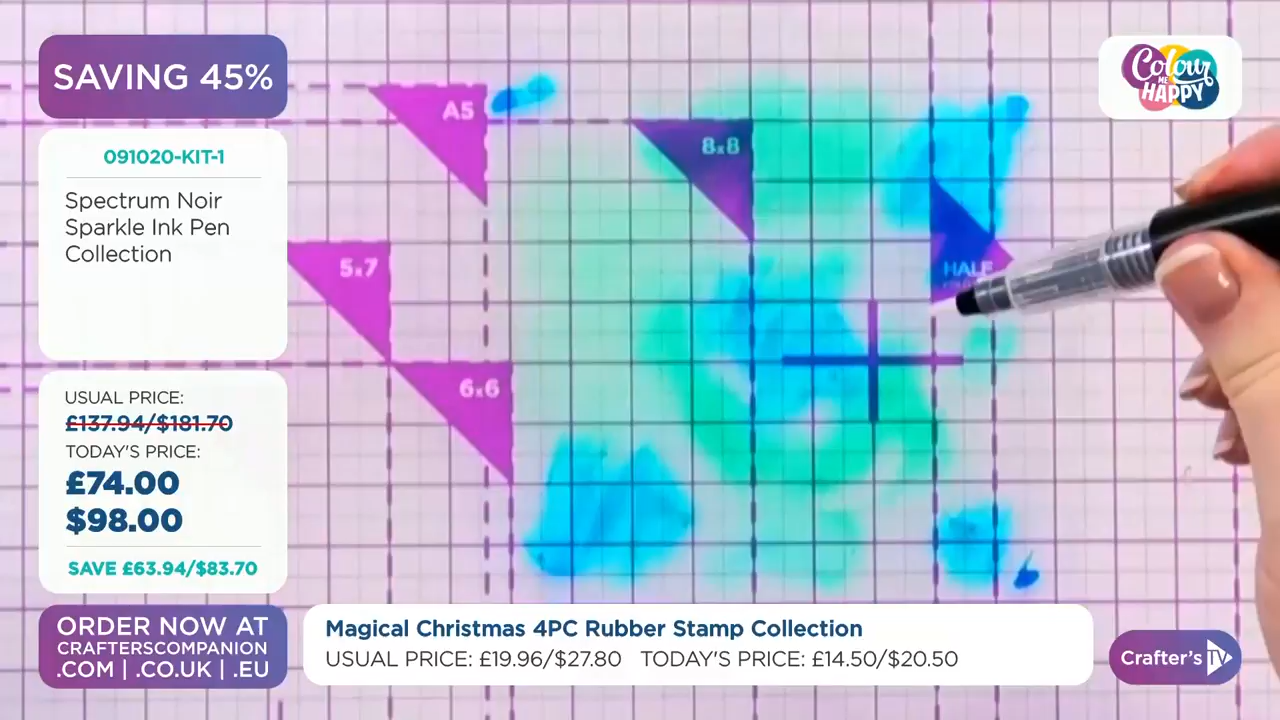 SAVING 45%
091020-KIT-1
Spectrum Noir
Sparkle Ink Pen
Collection
USUAL PRICE:
£137.94/$181.70
TODAY'S PRICE:
£74.00
$98.00
SAVE £63.94/$83.70
ORDER NOW AT
CRAFTERSCOMPANION
.COM | .CO.UK | .EU
Magical Christmas 4PC Rubber Stamp Collection
USUAL PRICE: £19.96/$27.80 TODAY'S PRICE: £14.50/$20.50
Crafter's TV
Colour
ME
HAPPY
A5
8x8
5x7
HALF
6x6